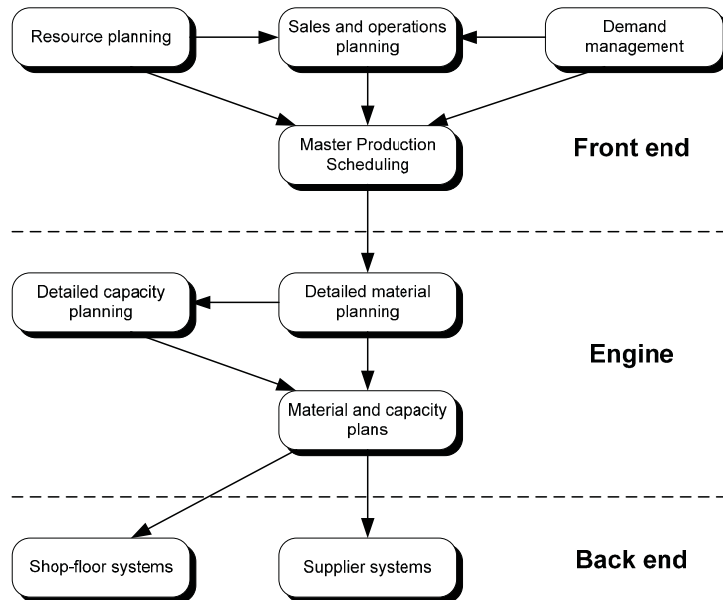 Resource planning
Sales and operations
planning
Demand
management
Master Production
Scheduling
Front end
Detailed capacity
planning
Detailed material
planning
Engine
Material and capacity
plans
Shop-floor systems
Supplier systems
Back end